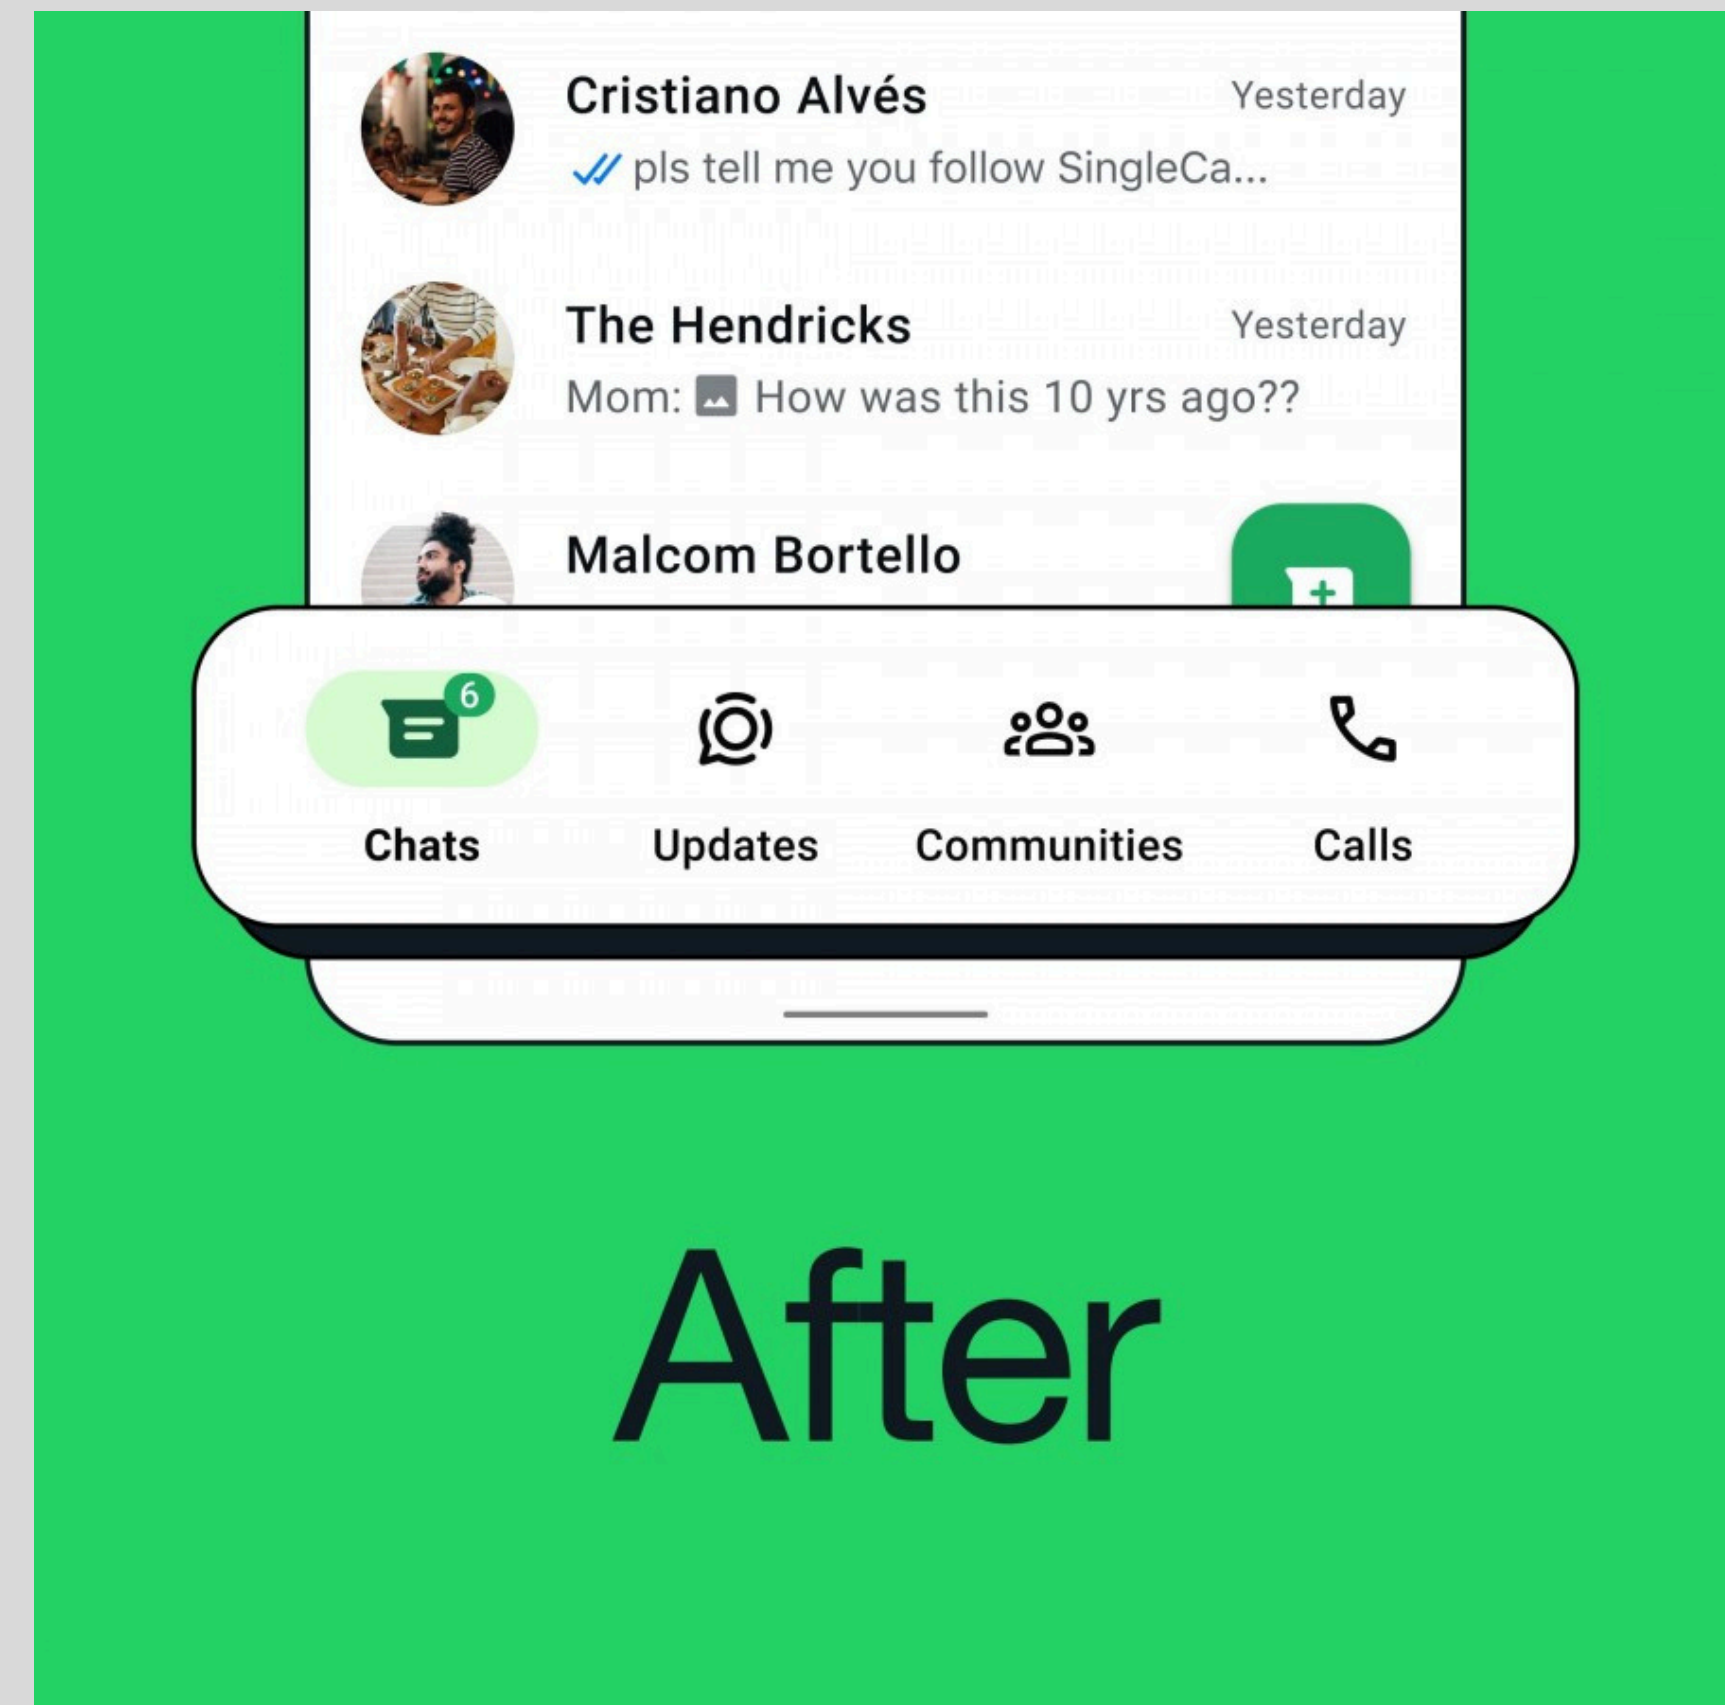 Cristiano Alvés Yesterday
pls tell me you follow SingleCa...
The Hendricks Yesterday
Mom: How was this 10 yrs ago??
Malcom Bortello
6
Chats Updates Communities Calls
After